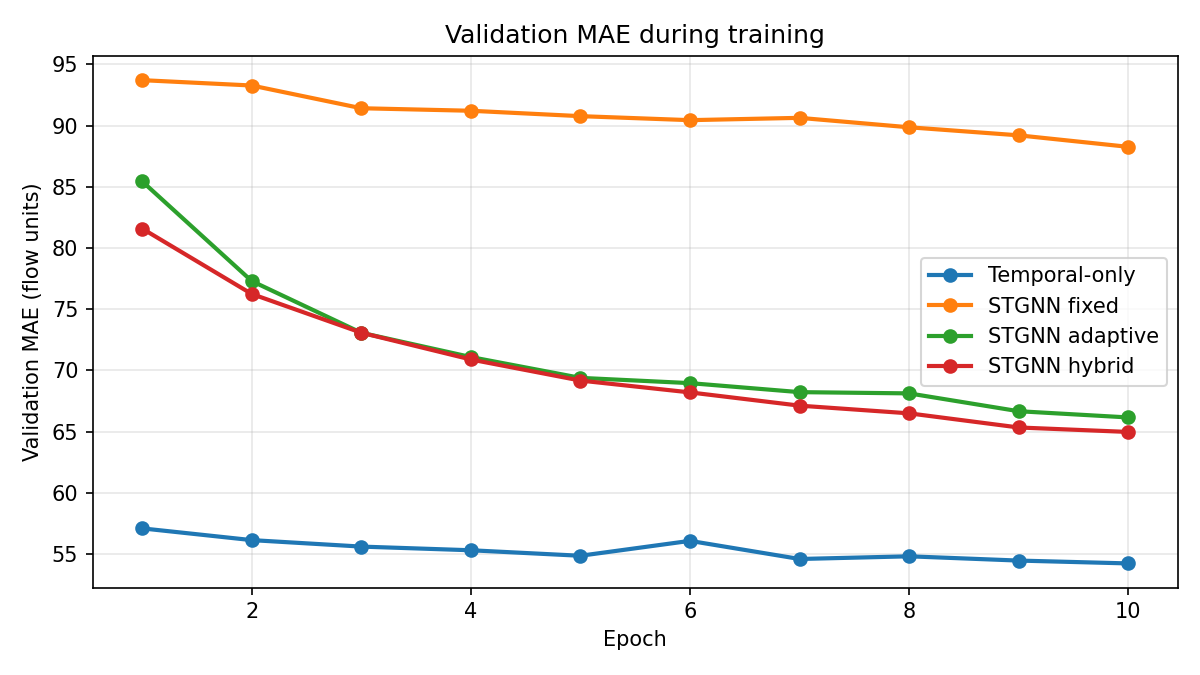 Validation MAE during training
Validation MAE (flow units)
95
90
85
80
75
70
65
60
55
Temporal-only
STGNN fixed
STGNN adaptive
STGNN hybrid
2
4
6
8
10
Epoch